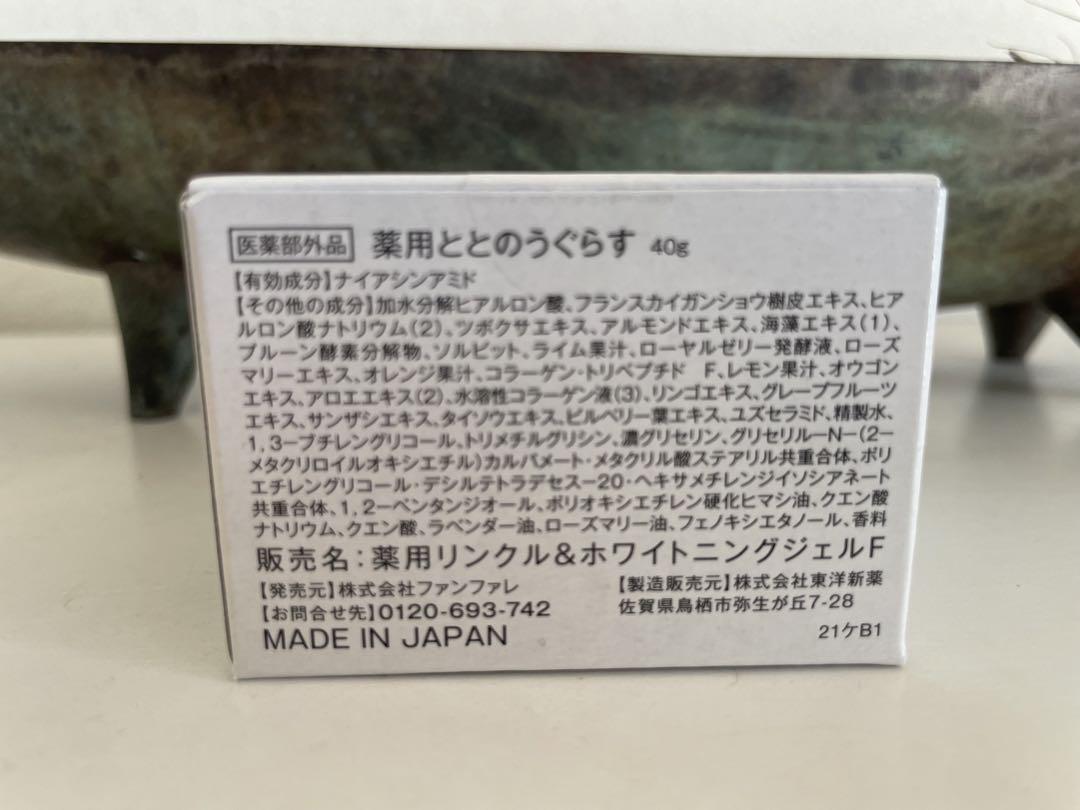 医薬部外品 薬用ととのうぐらす 40g
【有効成分】ナイアシンアミド
【その他の成分】加水分解ヒアルロン酸、フランスカイガンショウ樹皮エキス、ヒア
ルロン酸ナトリウム(2)、ツボクサエキス、アルモンドエキス、海藻エキス(1)、
プルーン酵素分解物、ソルビット、ライム果汁、ローヤルゼリー発酵液、ローズ
マリーエキス、オレンジ果汁、コラーゲン・トリペプチド F、レモン果汁、オウゴン
エキス、アロエエキス(2)、水溶性コラーゲン液(3)、リンゴエキス、グレープフルーツ
エキス、サンザシエキス、タイソウエキス、ビルベリー葉エキス、ユズセラミド、精製水、
1,3-ブチレングリコール、トリメチルグリシン、濃グリセリン、グリセリル-N-(2-
メタクリロイルオキシエチル)カルバメート・メタクリル酸ステアリル共重合体、ポリ
エチレングリコール・デシルテトラデセス-20・ヘキサメチレンジイソシアネート
共重合体、1,2-ペンタンジオール、ポリオキシエチレン硬化ヒマシ油、クエン酸
ナトリウム、クエン酸、ラベンダー油、ローズマリー油、フェノキシエタノール、香料
販売名:薬用リンクル&ホワイトニングジェルF
【発売元】株式会社ファンファレ
【お問合せ先】0120-693-742
MADE IN JAPAN
【製造販売元】株式会社東洋新薬
佐賀県鳥栖市弥生が丘7-28
21ケB1